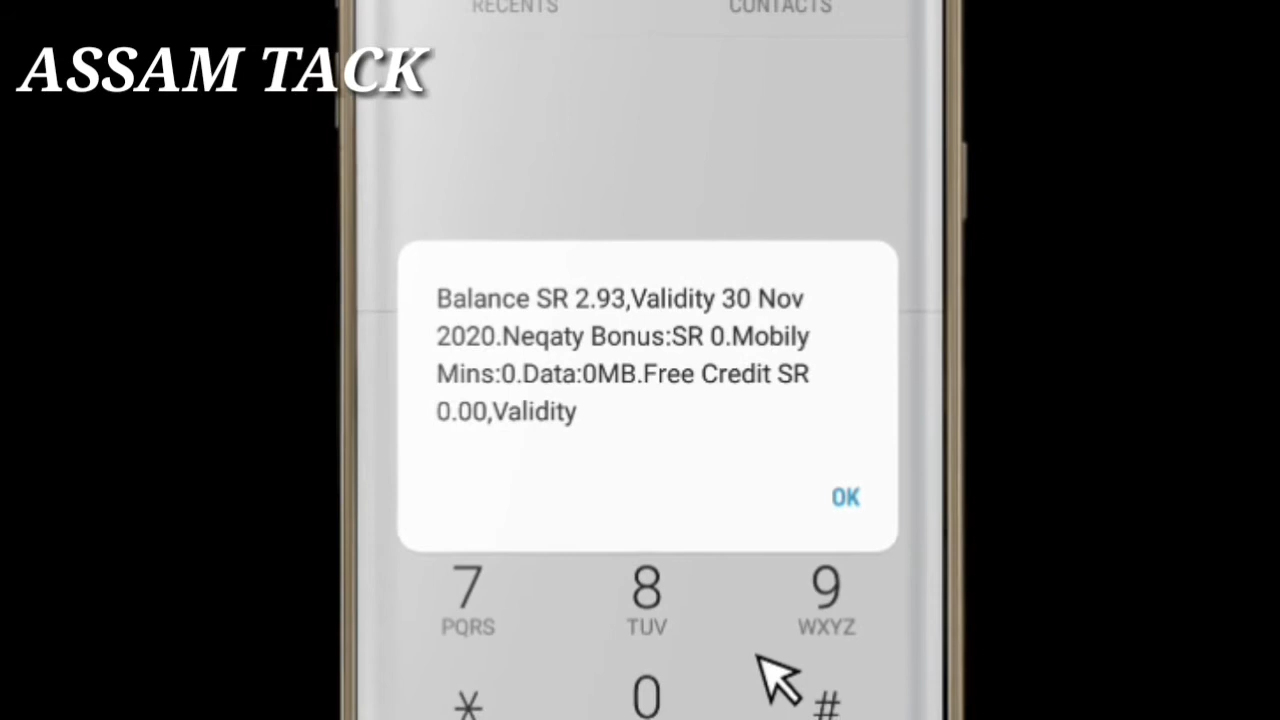 RECENTS CONTACTS
ASSAM TACK
Balance SR 2.93,Validity 30 Nov
2020.Neqaty Bonus:SR 0.Mobily
Mins:0.Data:0MB.Free Credit SR
0.00,Validity
OK
7 8 9
PQRS TUV WXYZ
* 0 #